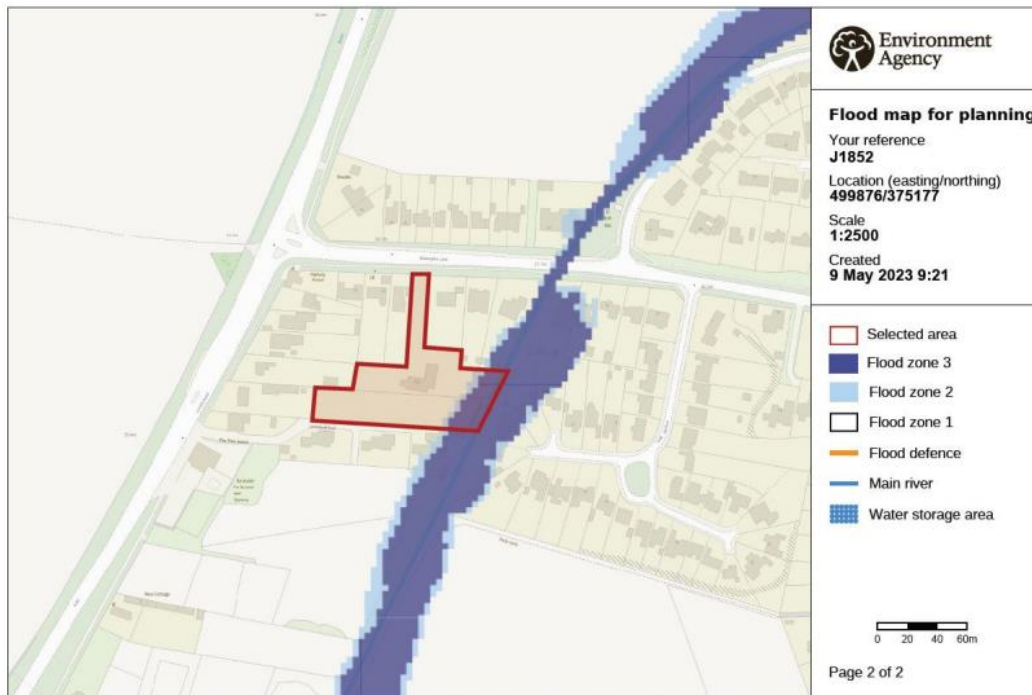 Environment
Agency
Flood map for planning
Your reference
J1852
Location (easting/northing)
499876/375177
Scale
1:2500
Created
9 May 2023 9:21
Selected area
Flood zone 3
Flood zone 2
Flood zone 1
Flood defence
Main river
Water storage area
0 20 40 60m
Page 2 of 2